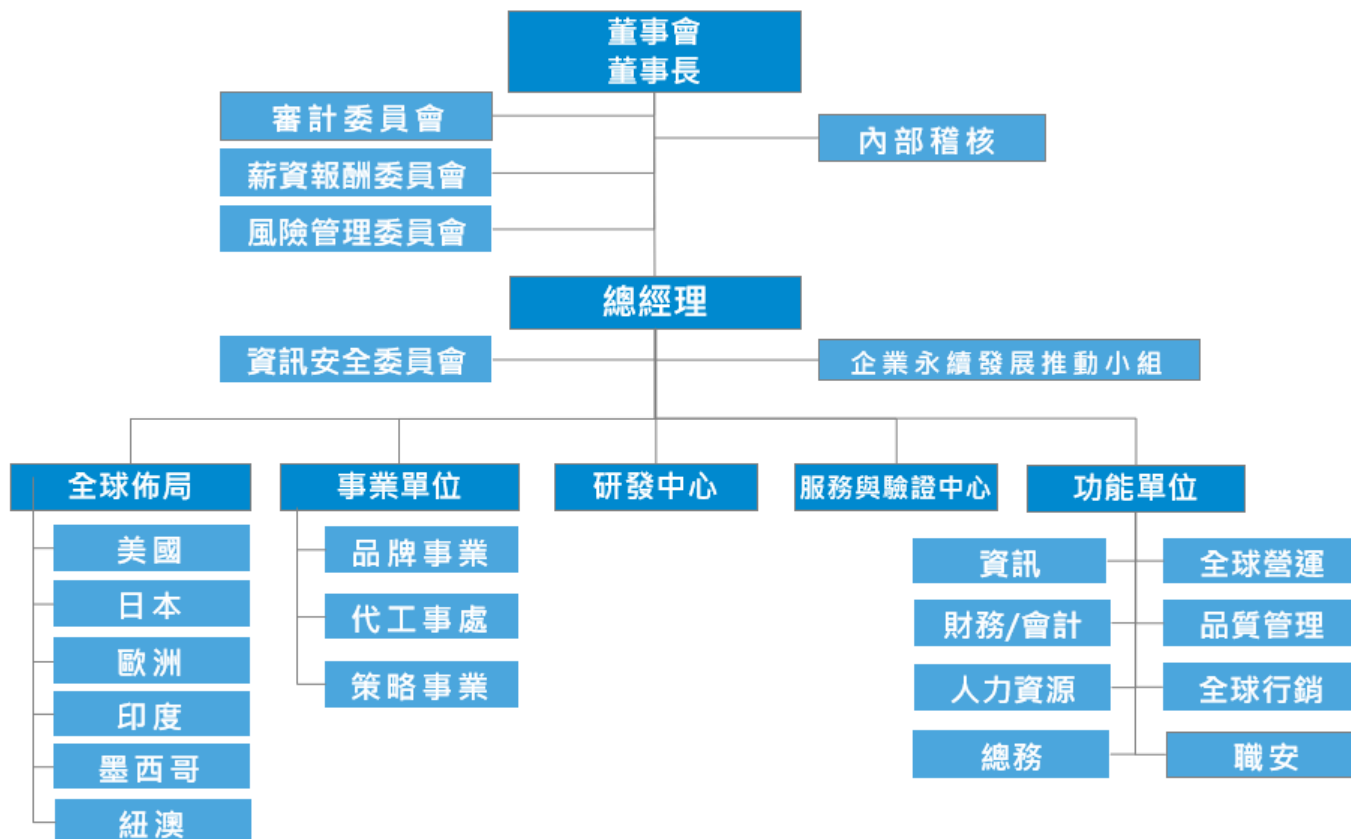 董事會
董事長
審計委員會
內部稽核
薪資報酬委員會
風險管理委員會
總經理
資訊安全委員會
企業永續發展推動小組
全球佈局
事業單位
研發中心
服務與驗證中心
功能單位
美國
日本
歐洲
印度
墨西哥
紐澳
品牌事業
代工事處
策略事業
資訊
全球營運
財務/會計
品質管理
人力資源
全球行銷
總務
職安